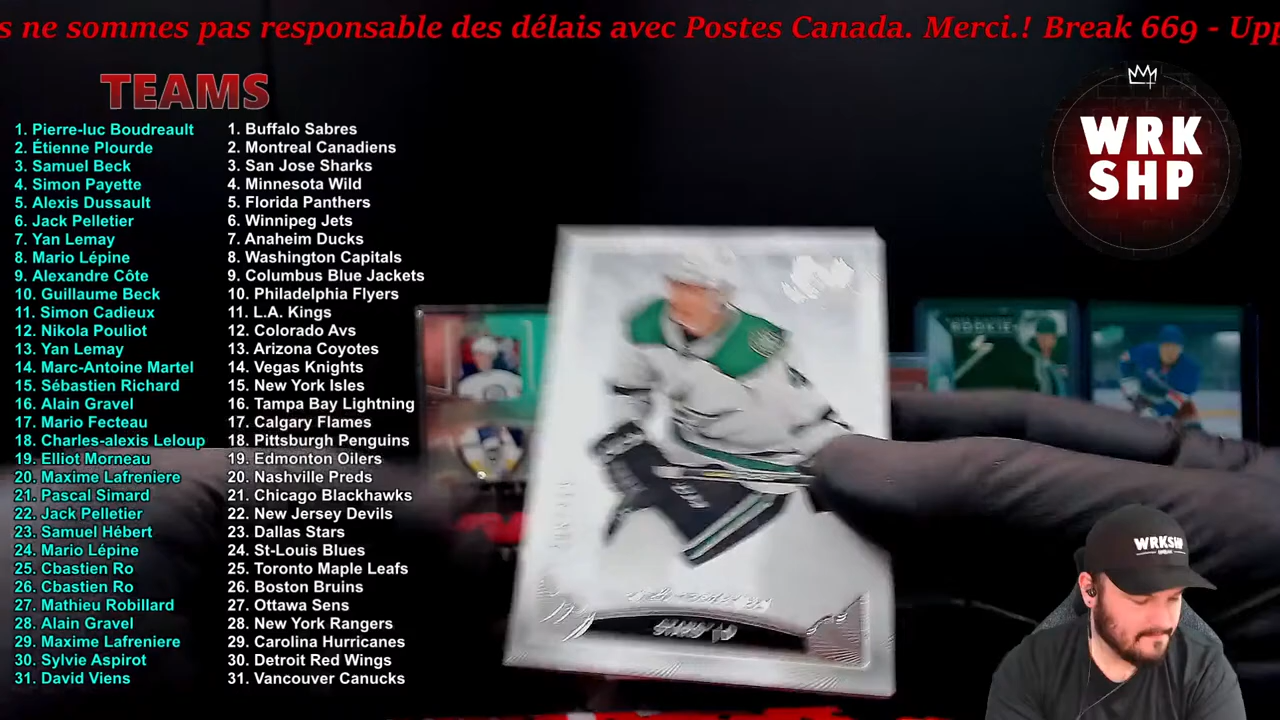 s ne sommes pas responsable des délais avec Postes Canada. Merci.! Break 669 - Upp
TEAMS
1. Pierre-luc Boudreault
2. Étienne Plourde
3. Samuel Beck
4. Simon Payette
5. Alexis Dussault
6. Jack Pelletier
7. Yan Lemay
8. Mario Lépine
9. Alexandre Côte
10. Guillaume Beck
11. Simon Cadieux
12. Nikola Pouliot
13. Yan Lemay
14. Marc-Antoine Martel
15. Sébastien Richard
16. Alain Gravel
17. Mario Fecteau
18. Charles-alexis Leloup
19. Elliot Morneau
20. Maxime Lafreniere
21. Pascal Simard
22. Jack Pelletier
23. Samuel Hébert
24. Mario Lépine
25. Cbastien Ro
26. Cbastien Ro
27. Mathieu Robillard
28. Alain Gravel
29. Maxime Lafreniere
30. Sylvie Aspirot
31. David Viens
1. Buffalo Sabres
2. Montreal Canadiens
3. San Jose Sharks
4. Minnesota Wild
5. Florida Panthers
6. Winnipeg Jets
7. Anaheim Ducks
8. Washington Capitals
9. Columbus Blue Jackets
10. Philadelphia Flyers
11. L.A. Kings
12. Colorado Avs
13. Arizona Coyotes
14. Vegas Knights
15. New York Isles
16. Tampa Bay Lightning
17. Calgary Flames
18. Pittsburgh Penguins
19. Edmonton Oilers
20. Nashville Preds
21. Chicago Blackhawks
22. New Jersey Devils
23. Dallas Stars
24. St-Louis Blues
25. Toronto Maple Leafs
26. Boston Bruins
27. Ottawa Sens
28. New York Rangers
29. Carolina Hurricanes
30. Detroit Red Wings
31. Vancouver Canucks
WRK
SHP
ROOKIE
WRKSHP